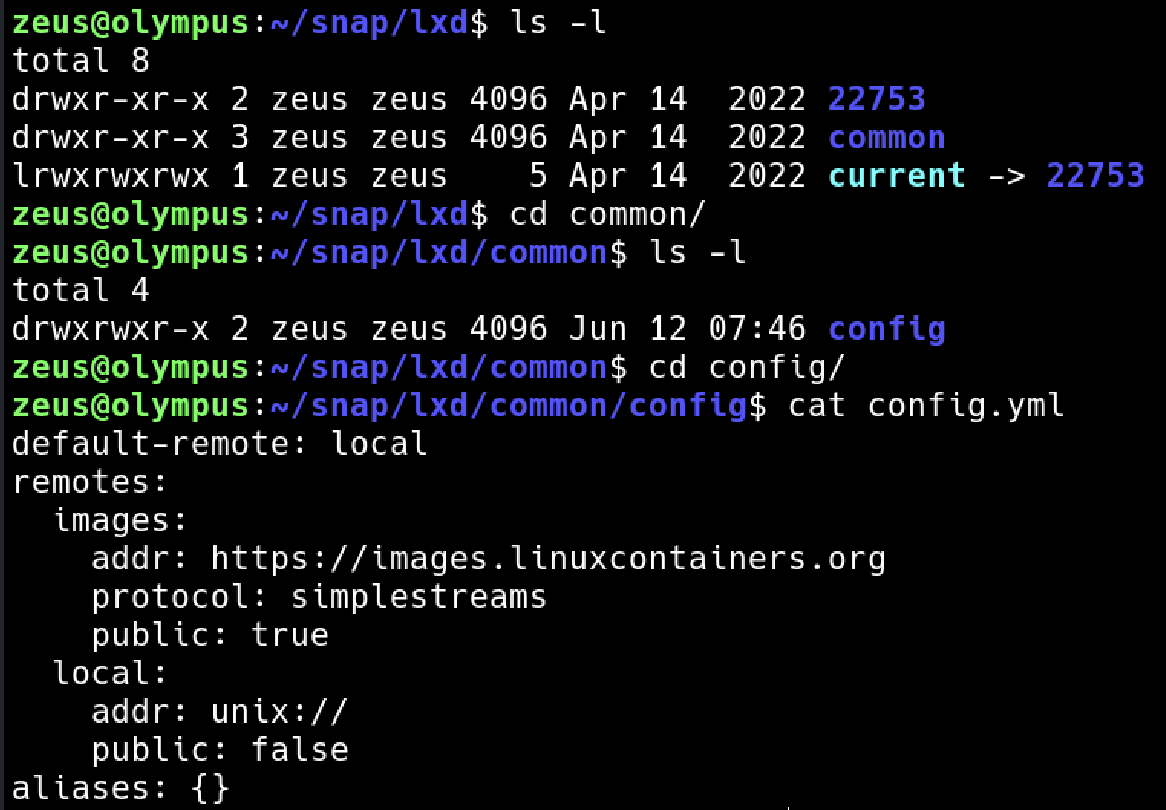 zeus@olympus:~/snap/lxd$ ls -l
total 8
drwxr-xr-x 2 zeus zeus 4096 Apr 14  2022 22753
drwxr-xr-x 3 zeus zeus 4096 Apr 14  2022 common
lrwxrwxrwx 1 zeus zeus    5 Apr 14  2022 current -> 22753
zeus@olympus:~/snap/lxd$ cd common/
zeus@olympus:~/snap/lxd/common$ ls -l
total 4
drwxrwxr-x 2 zeus zeus 4096 Jun 12 07:46 config
zeus@olympus:~/snap/lxd/common$ cd config/
zeus@olympus:~/snap/lxd/common/config$ cat config.yml
default-remote: local
remotes:
  images:
    addr: https://images.linuxcontainers.org
    protocol: simplestreams
    public: true
  local:
    addr: unix://
    public: false
aliases: {}